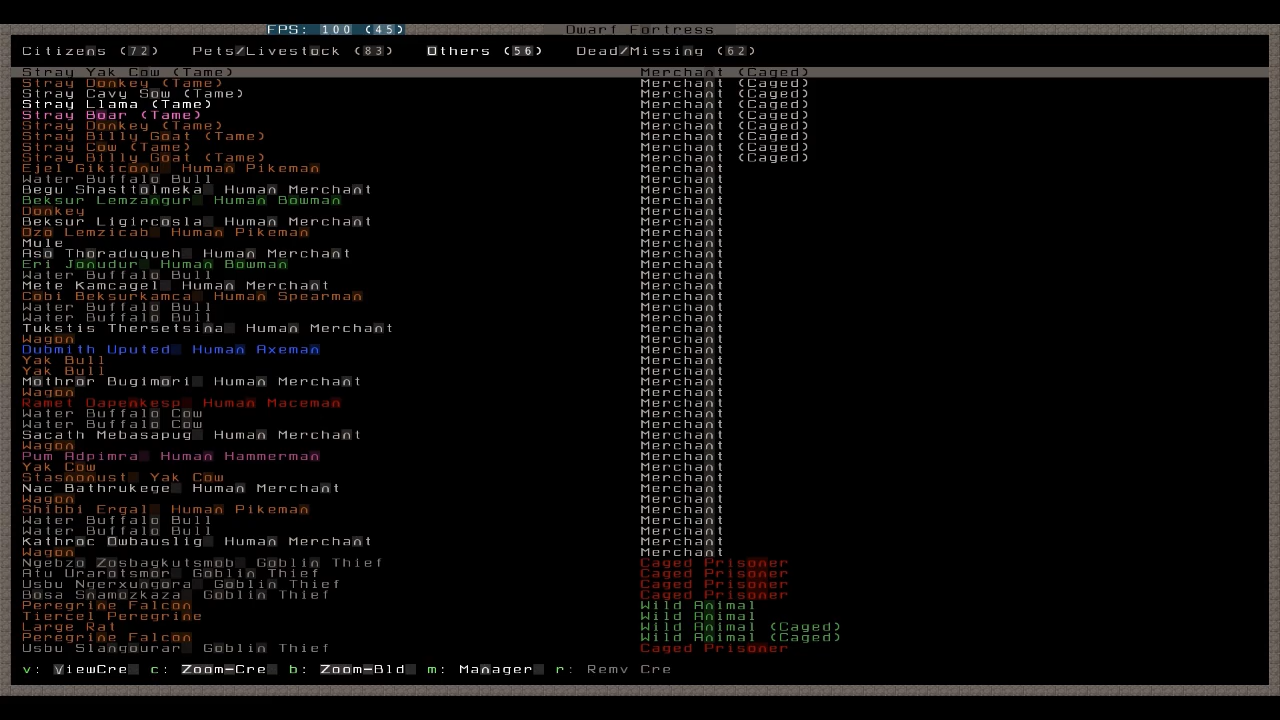 FPS: 100 (45) Dwarf Fortress
Citizens (72) Pets/Livestock (83) Others (56) Dead/Missing (62)
Stray Yak Cow (Tame) Merchant (Caged)
Stray Donkey (Tame) Merchant (Caged)
Stray Cavy Sow (Tame) Merchant (Caged)
Stray Llama (Tame) Merchant (Caged)
Stray Boar (Tame) Merchant (Caged)
Stray Donkey (Tame) Merchant (Caged)
Stray Billy Goat (Tame) Merchant (Caged)
Stray Cow (Tame) Merchant (Caged)
Stray Billy Goat (Tame) Merchant (Caged)
Ejel Gikiconu Human Pikeman Merchant
Water Buffalo Bull Merchant
Begu Shasttolmeka Human Merchant Merchant
Beksur Lemzangur Human Bowman Merchant
Donkey Merchant
Beksur Ligircosla Human Merchant Merchant
Ozo Lemzicab Human Pikeman Merchant
Mule Merchant
Aso Thoraduqueh Human Merchant Merchant
Eri Jonudur Human Bowman Merchant
Water Buffalo Bull Merchant
Mete Kamcagel Human Merchant Merchant
Cobi Beksurkamca Human Spearman Merchant
Water Buffalo Bull Merchant
Water Buffalo Bull Merchant
Tukstis Thersetsina Human Merchant Merchant
Wagon Merchant
Dubmith Uputed Human Axeman Merchant
Yak Bull Merchant
Yak Bull Merchant
Mothror Bugimori Human Merchant Merchant
Wagon Merchant
Ramet Dapenkesp Human Maceman Merchant
Water Buffalo Cow Merchant
Water Buffalo Cow Merchant
Sacath Mebasapug Human Merchant Merchant
Wagon Merchant
Pum Adpimra Human Hammerman Merchant
Yak Cow Merchant
Stasnonust Yak Cow Merchant
Nac Bathrukege Human Merchant Merchant
Wagon Merchant
Shibbi Ergal Human Pikeman Merchant
Water Buffalo Bull Merchant
Water Buffalo Bull Merchant
Kathroc Owbauslig Human Merchant Merchant
Wagon Merchant
Ngebzo Zosbagkutsmob Goblin Thief Caged Prisoner
Atu Urarotsmor Goblin Thief Caged Prisoner
Usbu Ngerxungora Goblin Thief Caged Prisoner
Bosa Snamozkaza Goblin Thief Caged Prisoner
Peregrine Falcon Wild Animal
Tiercel Peregrine Wild Animal
Large Rat Wild Animal (Caged)
Peregrine Falcon Wild Animal (Caged)
Usbu Slangourar Goblin Thief Caged Prisoner
v: ViewCre c: Zoom-Cre b: Zoom-Bld m: Manager r: Remv Cre